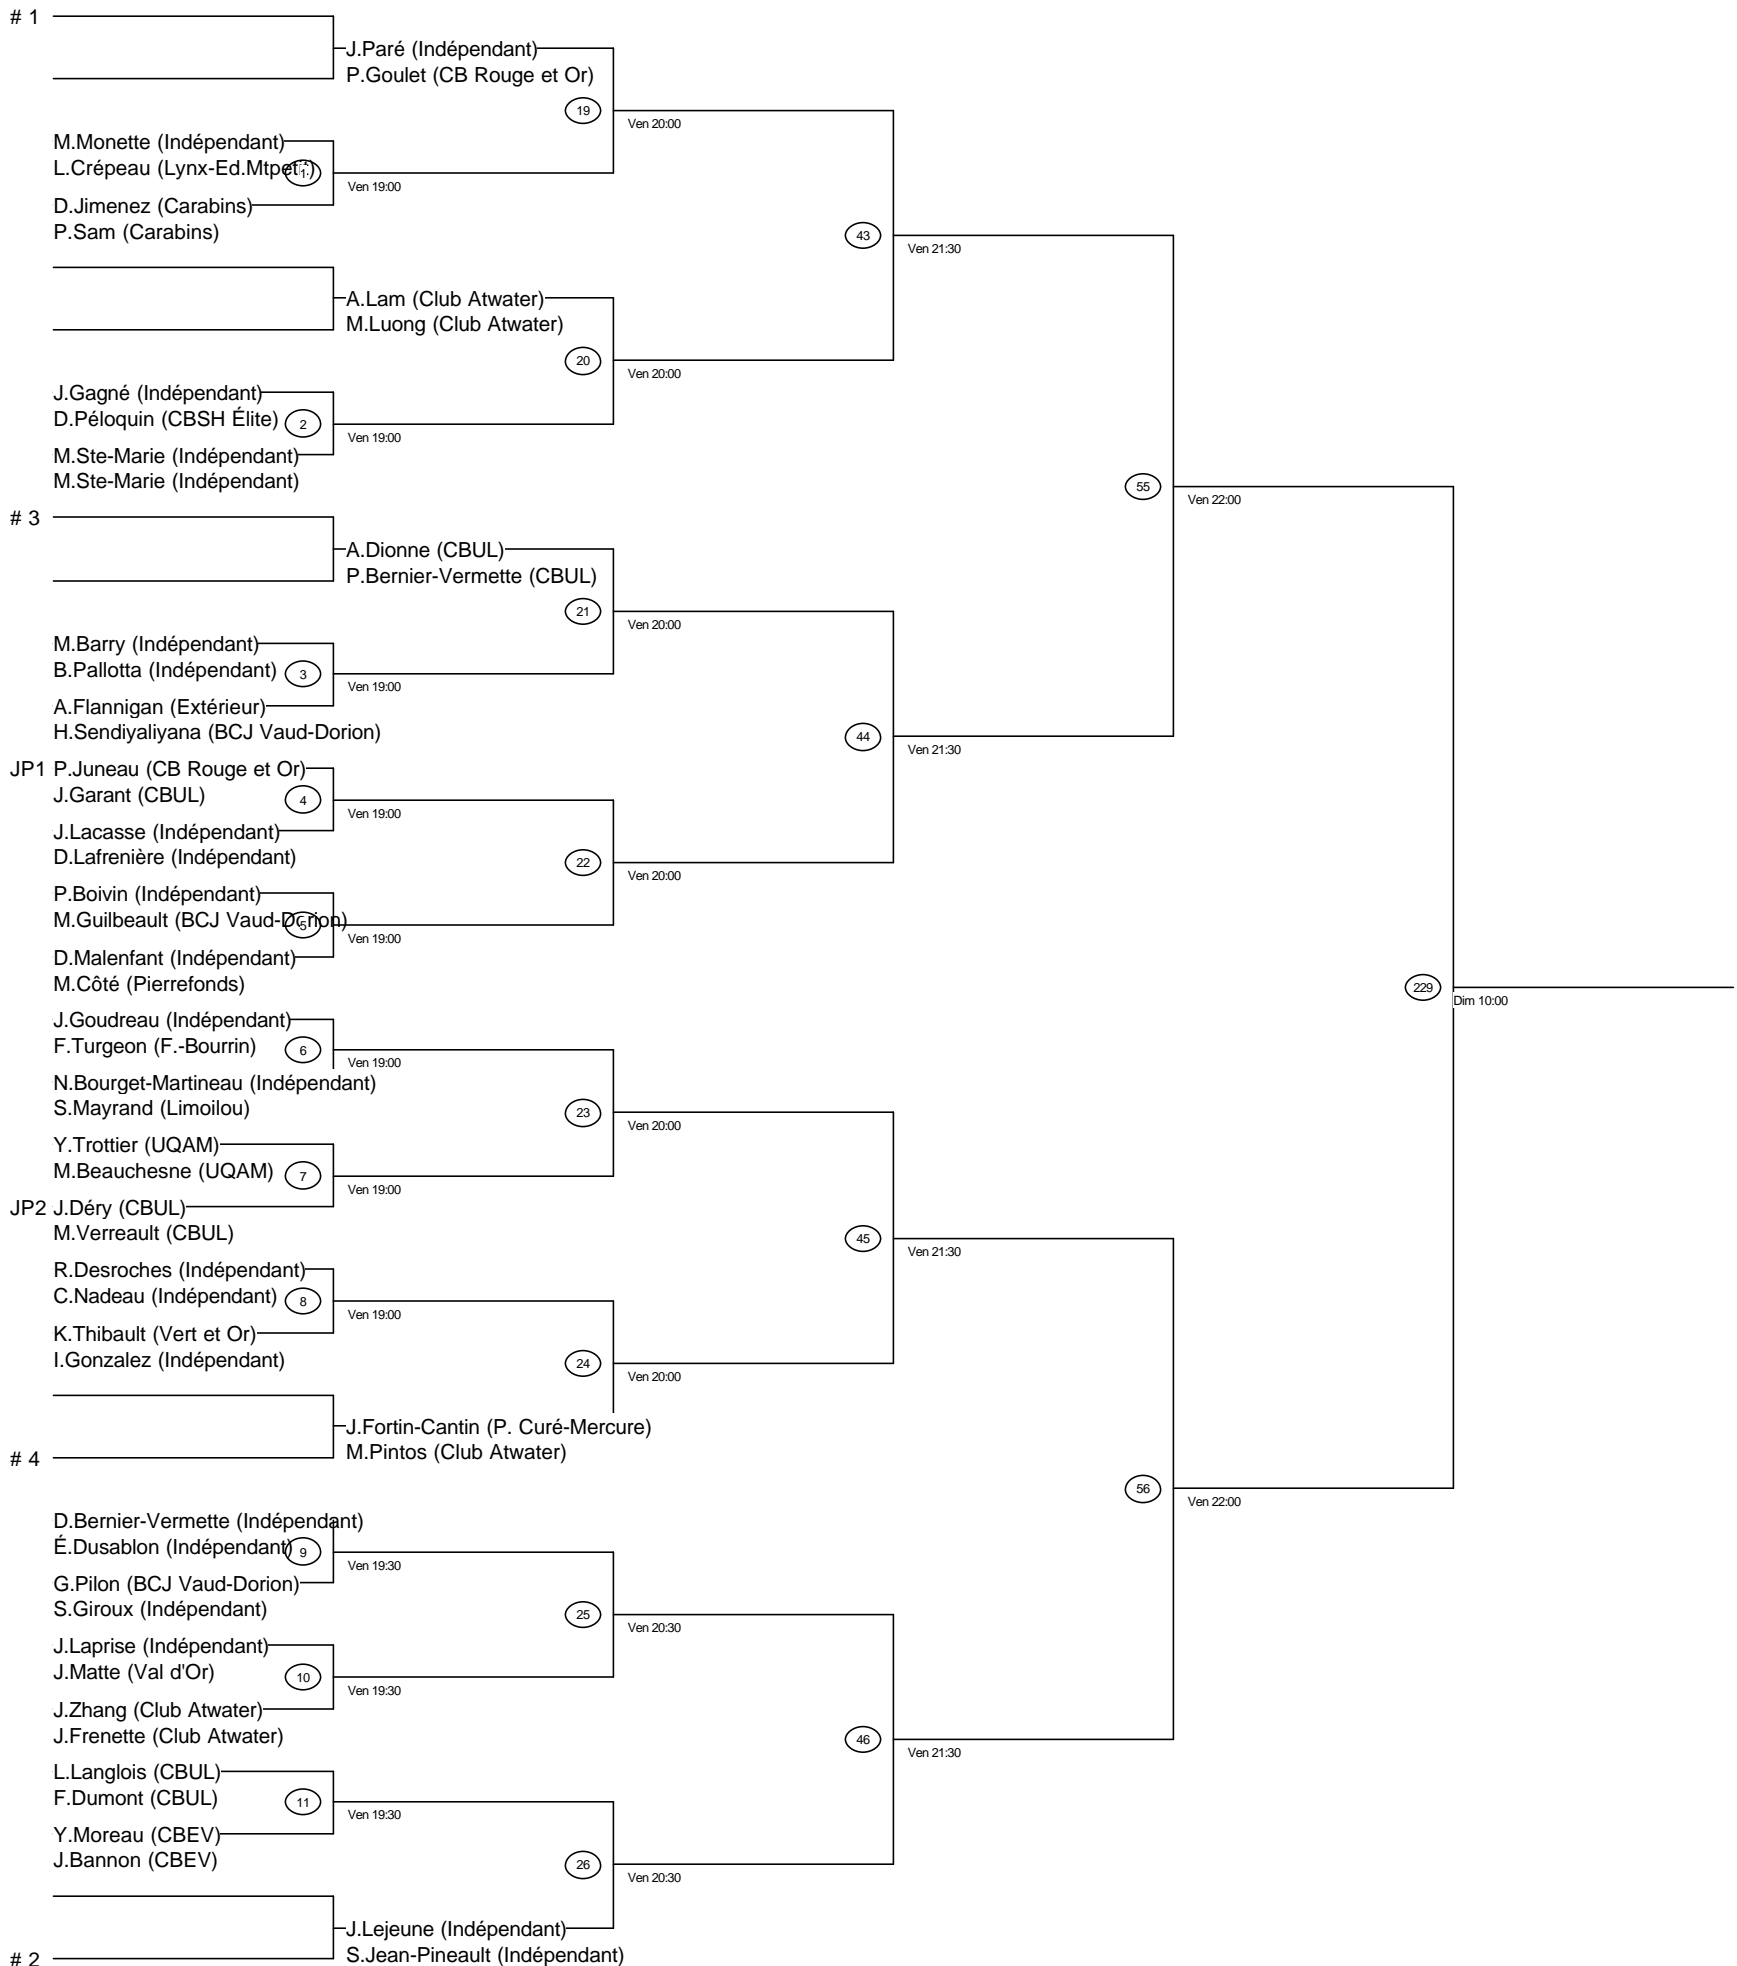 # 1
J.Paré (Indépendant)
P.Goulet (CB Rouge et Or)
19
Ven 20:00
M.Monette (Indépendant)
L.Crépeau (Lynx-Ed.Mtpetit)
1
Ven 19:00
D.Jimenez (Carabins)
P.Sam (Carabins)
43
Ven 21:30
A.Lam (Club Atwater)
M.Luong (Club Atwater)
20
Ven 20:00
J.Gagné (Indépendant)
D.Péloquin (CBSH Élite)
2
Ven 19:00
M.Ste-Marie (Indépendant)
M.Ste-Marie (Indépendant)
55
Ven 22:00
# 3
A.Dionne (CBUL)
P.Bernier-Vermette (CBUL)
21
Ven 20:00
M.Barry (Indépendant)
B.Pallotta (Indépendant)
3
Ven 19:00
A.Flannigan (Extérieur)
H.Sendiyaliyana (BCJ Vaud-Dorion)
44
Ven 21:30
JP1 P.Juneau (CB Rouge et Or)
J.Garant (CBUL)
4
Ven 19:00
J.Lacasse (Indépendant)
D.Lafrenière (Indépendant)
22
Ven 20:00
P.Boivin (Indépendant)
M.Guilbeault (BCJ Vaud-Dorion)
5
Ven 19:00
D.Malenfant (Indépendant)
M.Côté (Pierrefonds)
229
Dim 10:00
J.Goudreau (Indépendant)
F.Turgeon (F.-Bourrin)
6
Ven 19:00
N.Bourget-Martineau (Indépendant)
S.Mayrand (Limoilou)
23
Ven 20:00
Y.Trottier (UQAM)
M.Beauchesne (UQAM)
7
Ven 19:00
JP2 J.Déry (CBUL)
M.Verreault (CBUL)
45
Ven 21:30
R.Desroches (Indépendant)
C.Nadeau (Indépendant)
8
Ven 19:00
K.Thibault (Vert et Or)
I.Gonzalez (Indépendant)
24
Ven 20:00
J.Fortin-Cantin (P. Curé-Mercure)
M.Pintos (Club Atwater)
# 4
56
Ven 22:00
D.Bernier-Vermette (Indépendant)
É.Dusablon (Indépendant)
9
Ven 19:30
G.Pilon (BCJ Vaud-Dorion)
S.Giroux (Indépendant)
25
Ven 20:30
J.Laprise (Indépendant)
J.Matte (Val d'Or)
10
Ven 19:30
J.Zhang (Club Atwater)
J.Frenette (Club Atwater)
46
Ven 21:30
L.Langlois (CBUL)
F.Dumont (CBUL)
11
Ven 19:30
Y.Moreau (CBEV)
J.Bannon (CBEV)
26
Ven 20:30
J.Lejeune (Indépendant)
S.Jean-Pineault (Indépendant)
# 2